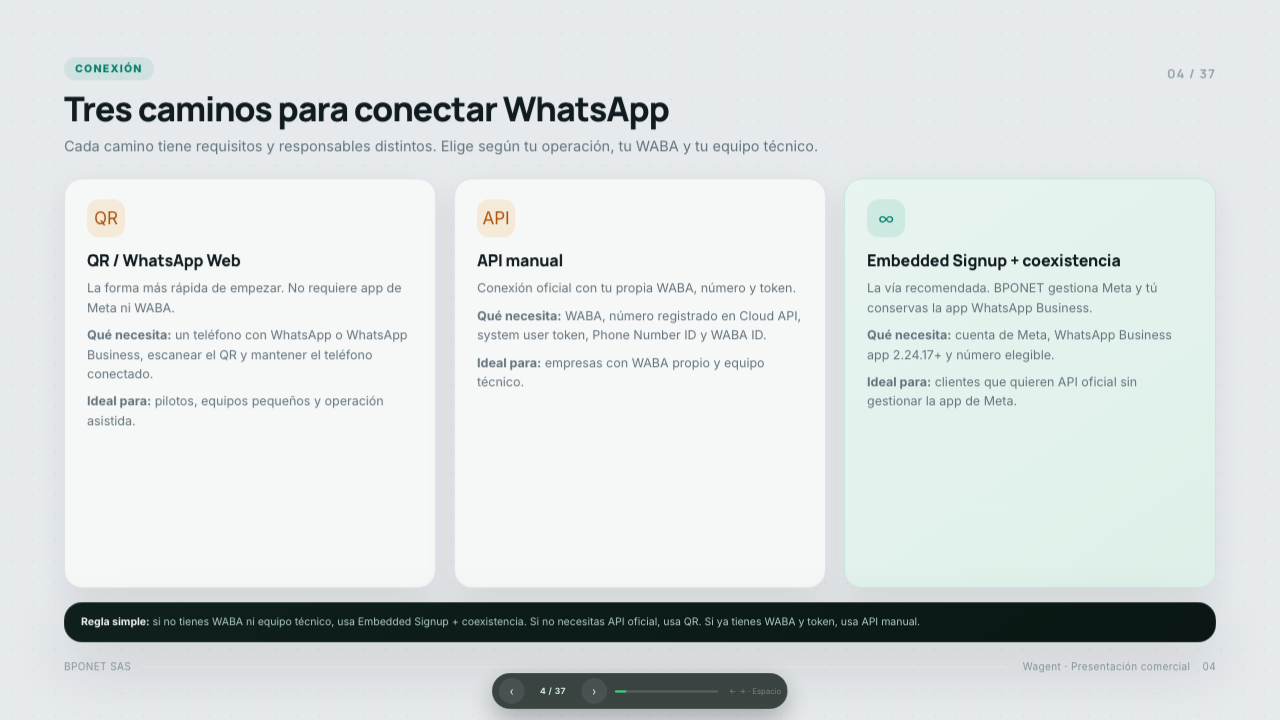 CONEXIÓN
04 / 37
Tres caminos para conectar WhatsApp
Cada camino tiene requisitos y responsables distintos. Elige según tu operación, tu WABA y tu equipo técnico.
QR
QR / WhatsApp Web
La forma más rápida de empezar. No requiere app de
Meta ni WABA.
Qué necesita: un teléfono con WhatsApp o WhatsApp
Business, escanear el QR y mantener el teléfono
conectado.
Ideal para: pilotos, equipos pequeños y operación
asistida.
API
API manual
Conexión oficial con tu propia WABA, número y token.
Qué necesita: WABA, número registrado en Cloud API,
system user token, Phone Number ID y WABA ID.
Ideal para: empresas con WABA propio y equipo
técnico.
∞
Embedded Signup + coexistencia
La vía recomendada. BPONET gestiona Meta y tú
conservas la app WhatsApp Business.
Qué necesita: cuenta de Meta, WhatsApp Business
app 2.24.17+ y número elegible.
Ideal para: clientes que quieren API oficial sin
gestionar la app de Meta.
Regla simple: si no tienes WABA ni equipo técnico, usa Embedded Signup + coexistencia. Si no necesitas API oficial, usa QR. Si ya tienes WABA y token, usa API manual.
BPONET SAS
Wagent · Presentación comercial 04
‹ 4 / 37 › ← → · Espacio